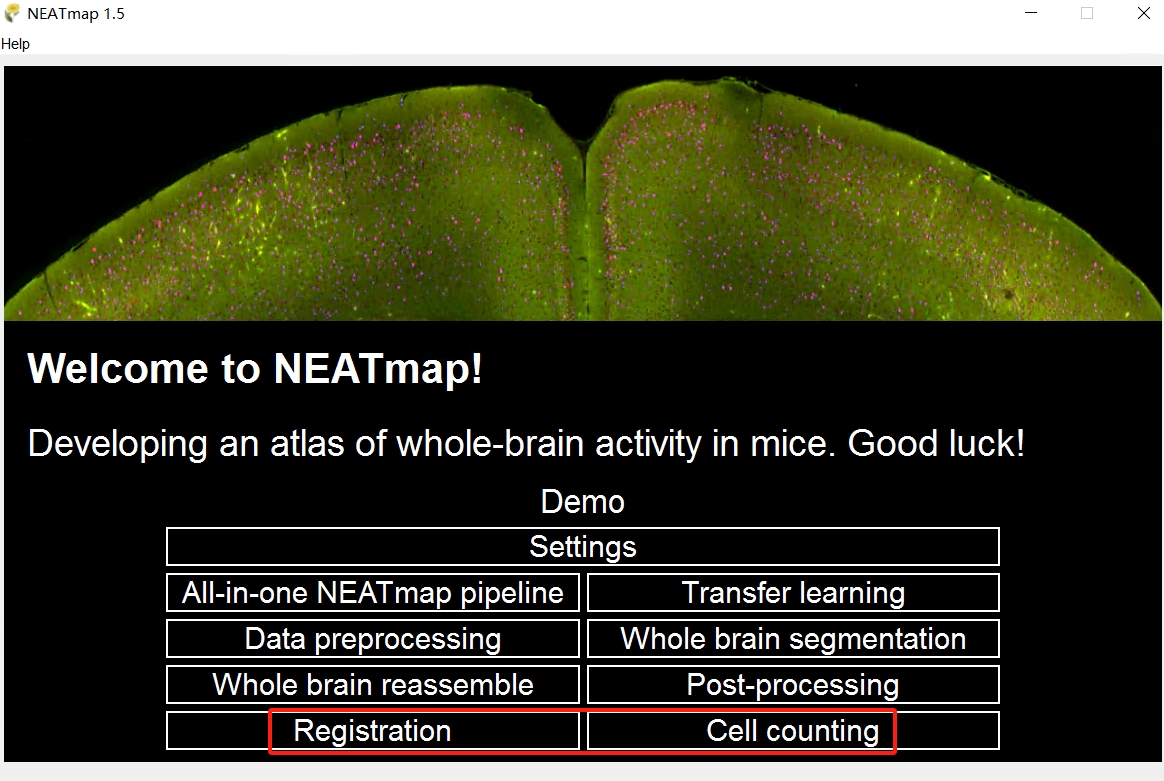 NEATmap 1.5
Help
Welcome to NEATmap!
Developing an atlas of whole-brain activity in mice. Good luck!
Demo
Settings
All-in-one NEATmap pipeline
Transfer learning
Data preprocessing
Whole brain segmentation
Whole brain reassemble
Post-processing
Registration
Cell counting